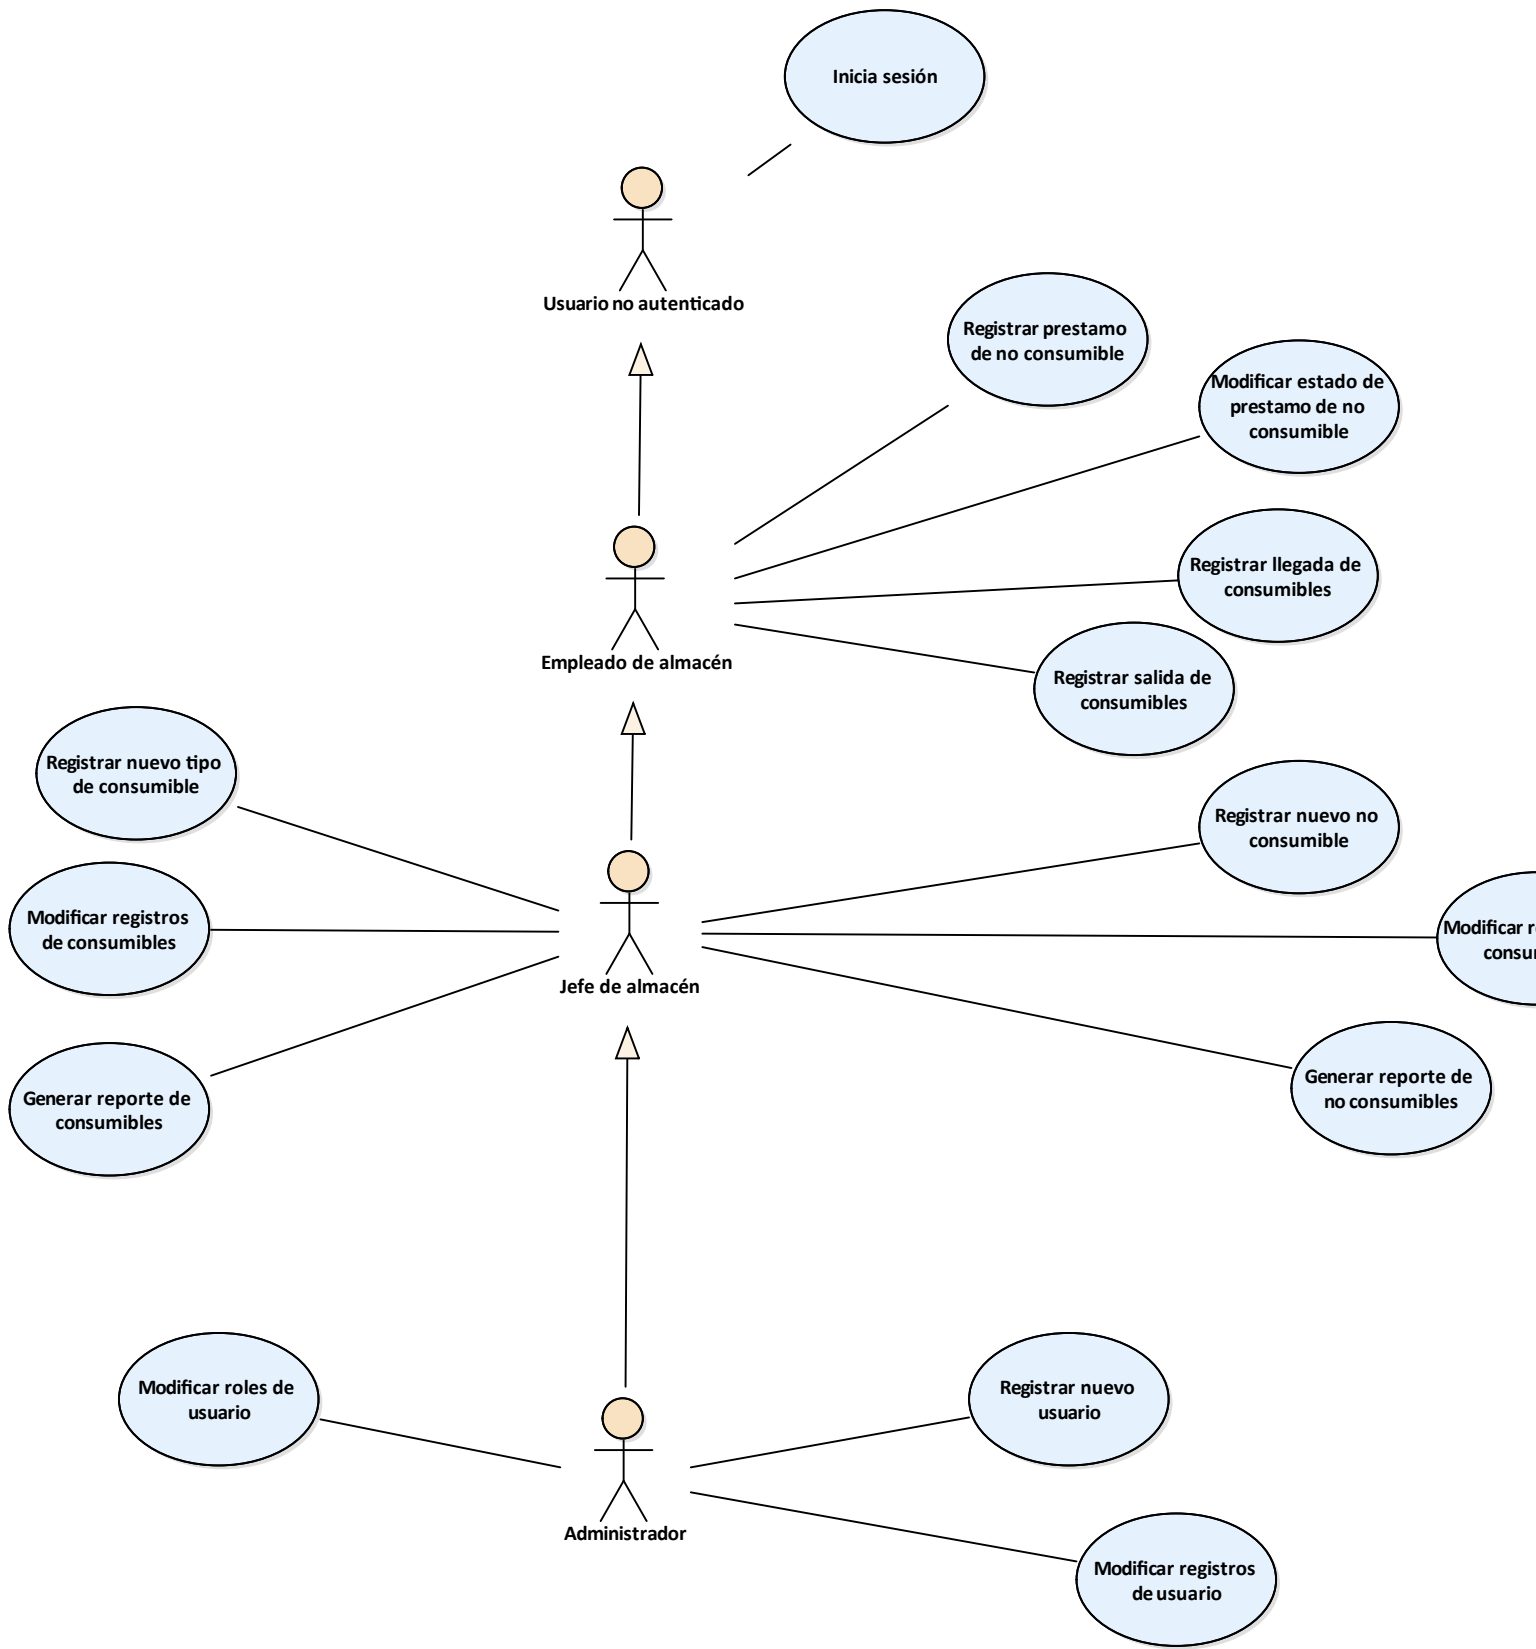 Inicia sesión
Usuario no autenticado
Registrar prestamo
de no consumible
Modificar estado de
prestamo de no
consumible
Registrar llegada de
consumibles
Empleado de almacén
Registrar salida de
consumibles
Registrar nuevo tipo
de consumible
Registrar nuevo no
consumible
Modificar registros
de consumibles
Modificar
Jefe de almacén
Generar reporte de
no consumibles
Generar reporte de
consumibles
Modificar roles de
usuario
Registrar nuevo
usuario
Administrador
Modificar registros
de usuario